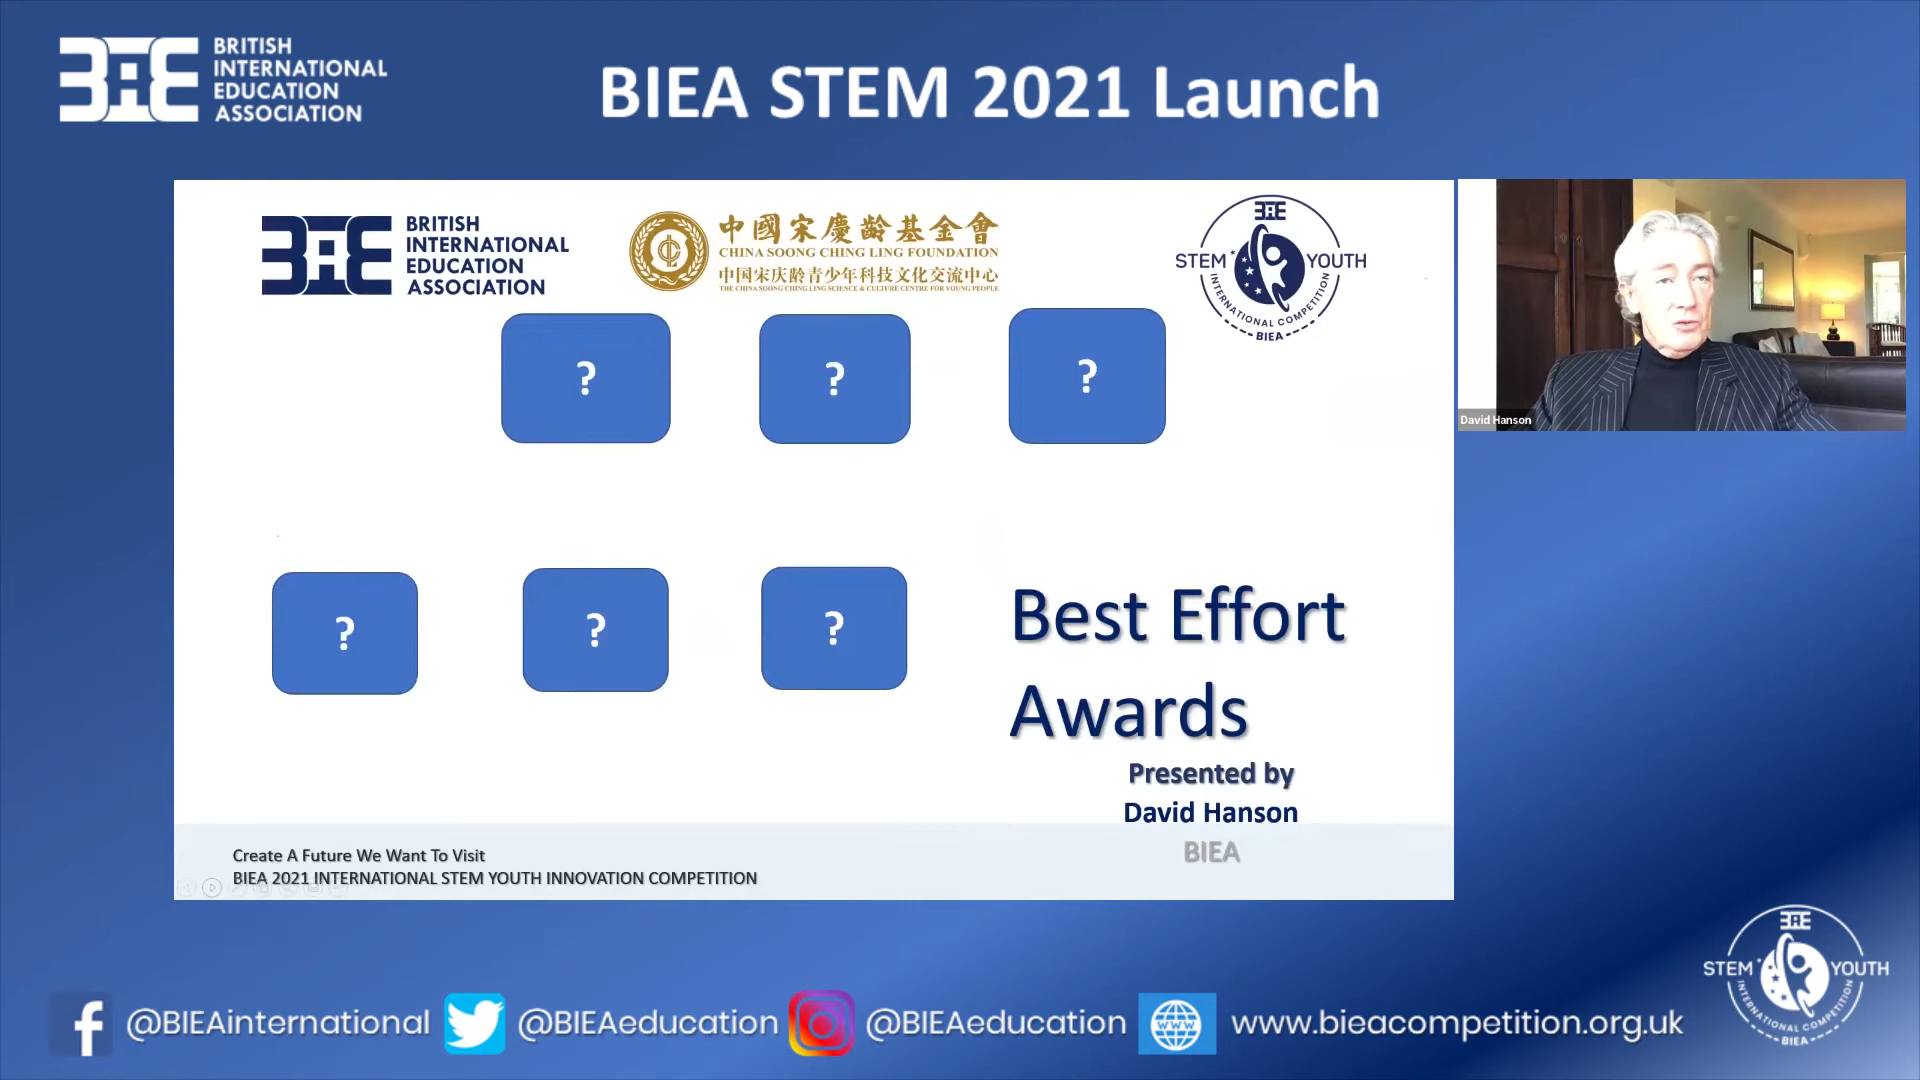 BRITISH
INTERNATIONAL
EDUCATION
ASSOCIATION
BIEA STEM 2021 Launch
BRITISH
INTERNATIONAL
EDUCATION
ASSOCIATION
中國宋慶齡基金會
CHINA SOONG CHING LING FOUNDATION
中国宋庆龄青少年科技文化交流中心
THE CHINA SOONG CHING LING SCIENCE & CULTURE CENTRE FOR YOUNG PEOPLE
STEM YOUTH
INTERNATIONAL COMPETITION
BIEA
? ? ?
David Hanson
? ? ?
Best Effort
Awards
Presented by
David Hanson
BIEA
Create A Future We Want To Visit
BIEA 2021 INTERNATIONAL STEM YOUTH INNOVATION COMPETITION
STEM YOUTH
INTERNATIONAL COMPETITION
BIEA
@BIEAinternational @BIEAeducation @BIEAeducation www www.bieacompetition.org.uk